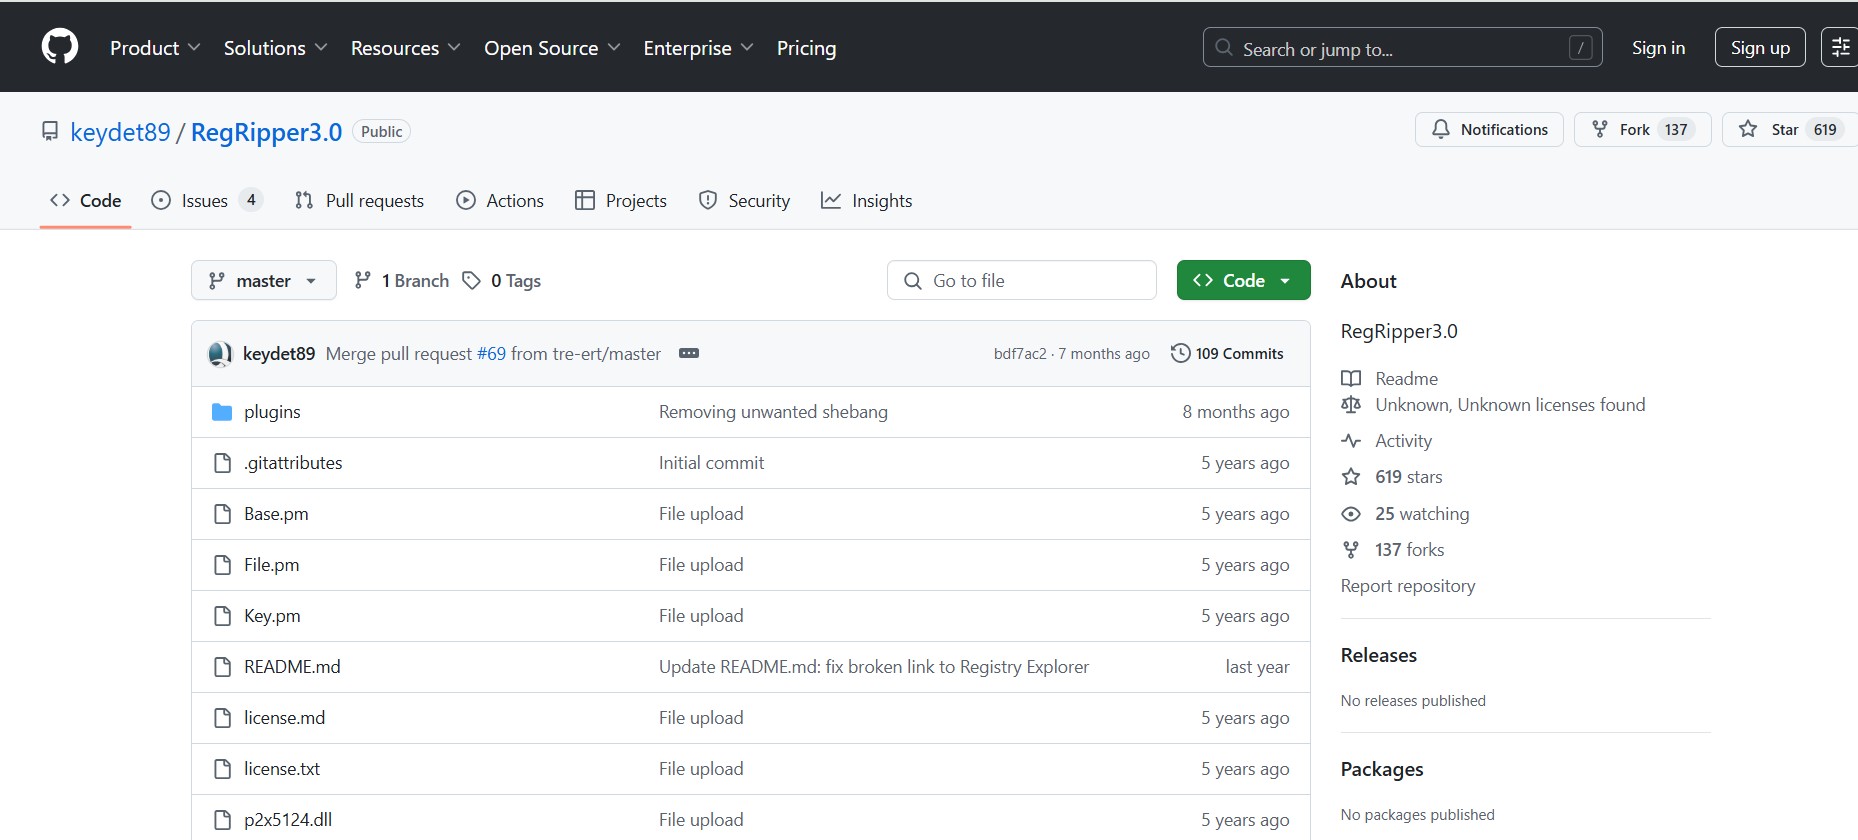 Product Solutions Resources Open Source Enterprise Pricing Search or jump to... / Sign in Sign up
keydet89 / RegRipper3.0 Public Notifications Fork 137 Star 619
Code Issues 4 Pull requests Actions Projects Security Insights
master 1 Branch 0 Tags Go to file Code
keydet89 Merge pull request #69 from tre-ert/master bdf7ac2 · 7 months ago 109 Commits
plugins Removing unwanted shebang 8 months ago
.gitattributes Initial commit 5 years ago
Base.pm File upload 5 years ago
File.pm File upload 5 years ago
Key.pm File upload 5 years ago
README.md Update README.md: fix broken link to Registry Explorer last year
license.md File upload 5 years ago
license.txt File upload 5 years ago
p2x5124.dll File upload 5 years ago
About
RegRipper3.0
Readme
Unknown, Unknown licenses found
Activity
619 stars
25 watching
137 forks
Report repository
Releases
No releases published
Packages
No packages published